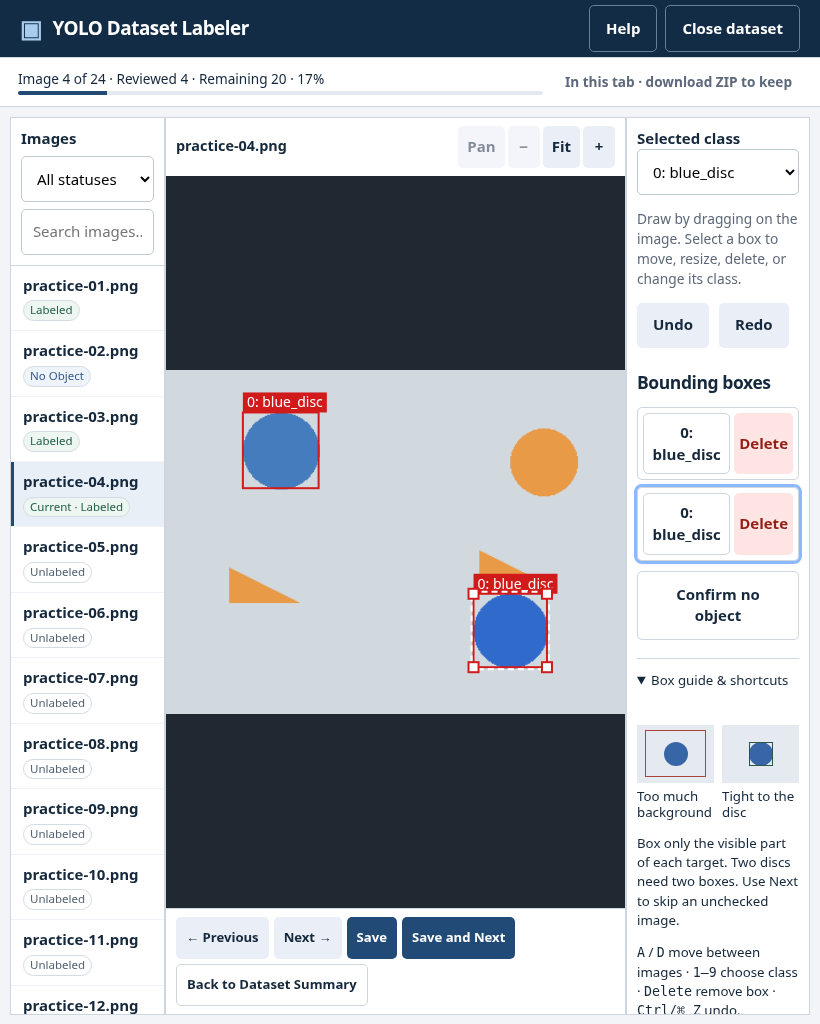 YOLO Dataset Labeler
Help
Close dataset
Image 4 of 24 · Reviewed 4 · Remaining 20 · 17%
In this tab · download ZIP to keep
Images
All statuses
Search images..
practice-01.png
Labeled
practice-02.png
No Object
practice-03.png
Labeled
practice-04.png
Current · Labeled
practice-05.png
Unlabeled
practice-06.png
Unlabeled
practice-07.png
Unlabeled
practice-08.png
Unlabeled
practice-09.png
Unlabeled
practice-10.png
Unlabeled
practice-11.png
Unlabeled
practice-12.png
practice-04.png
Pan
−
Fit
+
0: blue_disc
0: blue_disc
← Previous
Next →
Save
Save and Next
Back to Dataset Summary
Selected class
0: blue_disc
Draw by dragging on the
image. Select a box to
move, resize, delete, or
change its class.
Undo
Redo
Bounding boxes
0:
blue_disc
Delete
0:
blue_disc
Delete
Confirm no
object
▼ Box guide & shortcuts
Too much
background
Tight to the
disc
Box only the visible part
of each target. Two discs
need two boxes. Use Next
to skip an unchecked
image.
A / D move between
images · 1–9 choose class
· Delete remove box ·
Ctrl/⌘ Z undo.